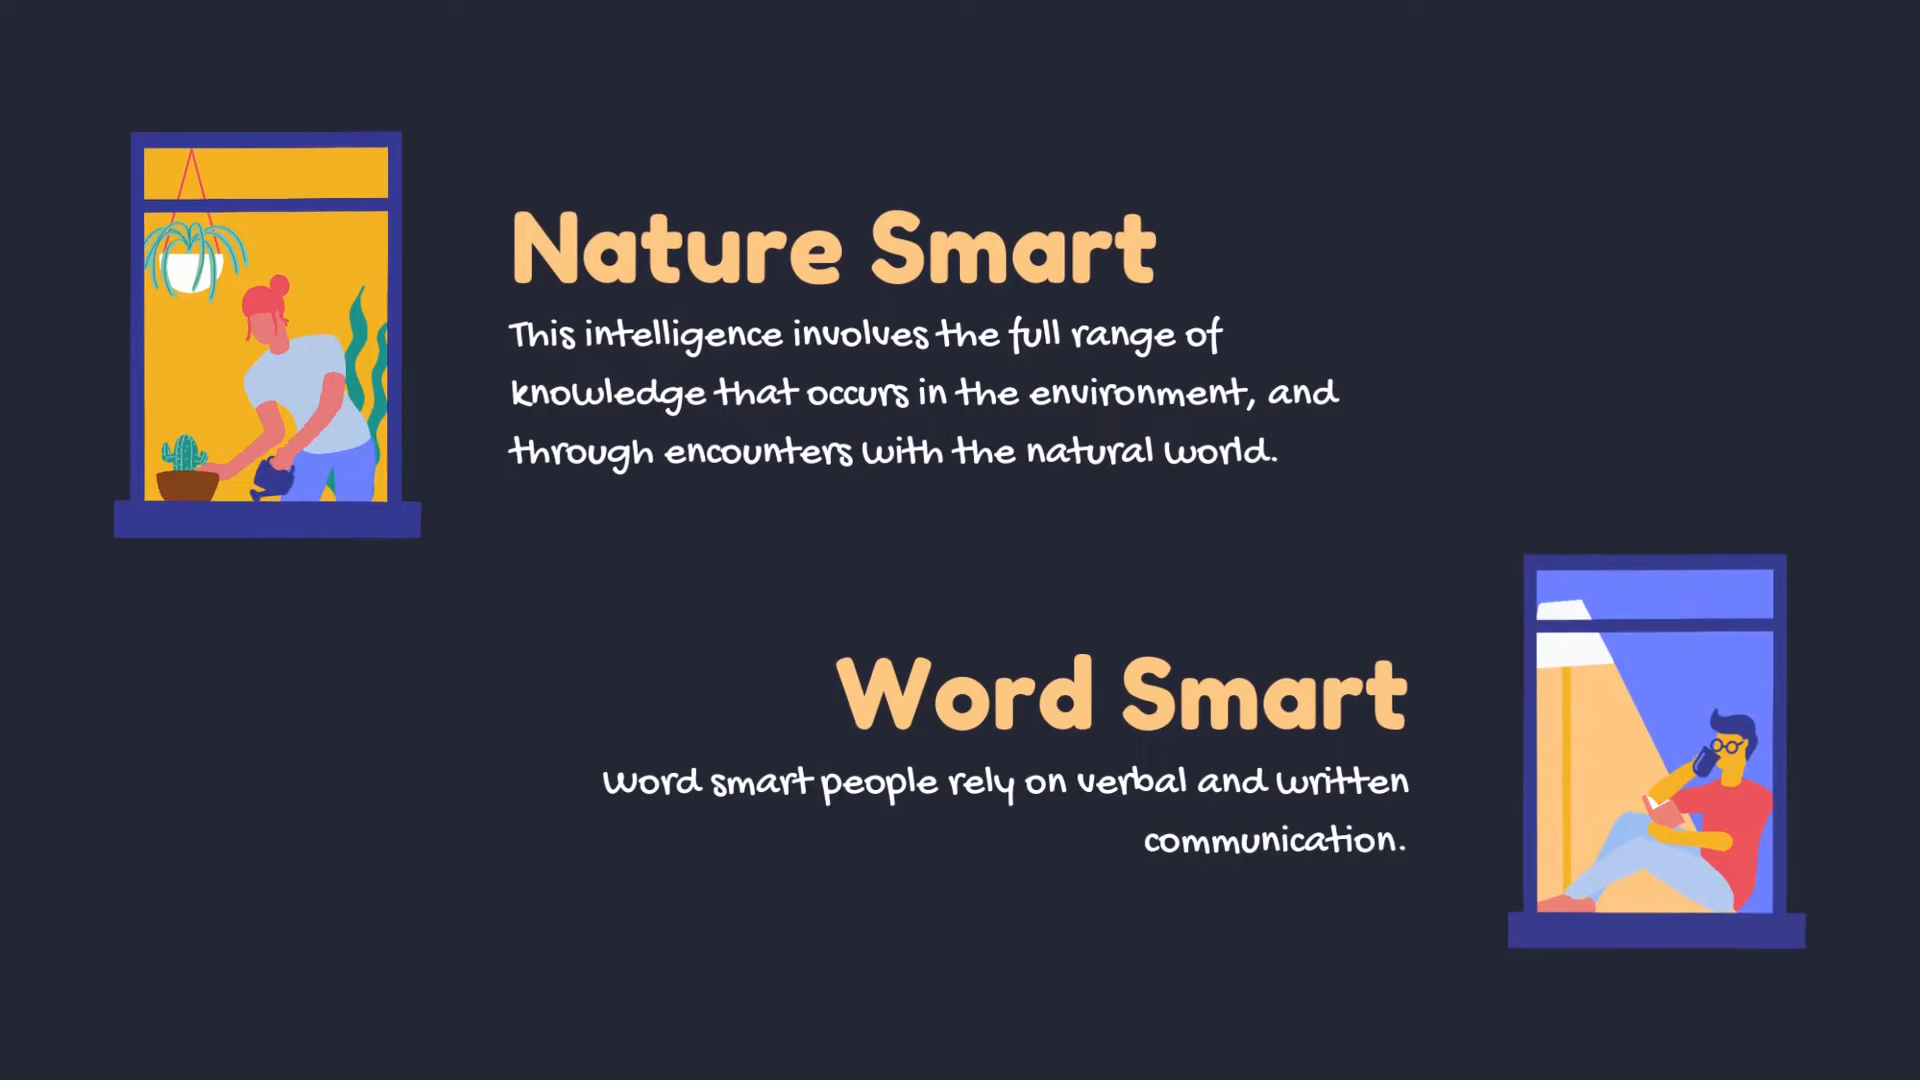 Nature Smart
This intelligence involves the full range of
knowledge that occurs in the environment, and
through encounters with the natural world.
Word Smart
Word smart people rely on verbal and written
communication.